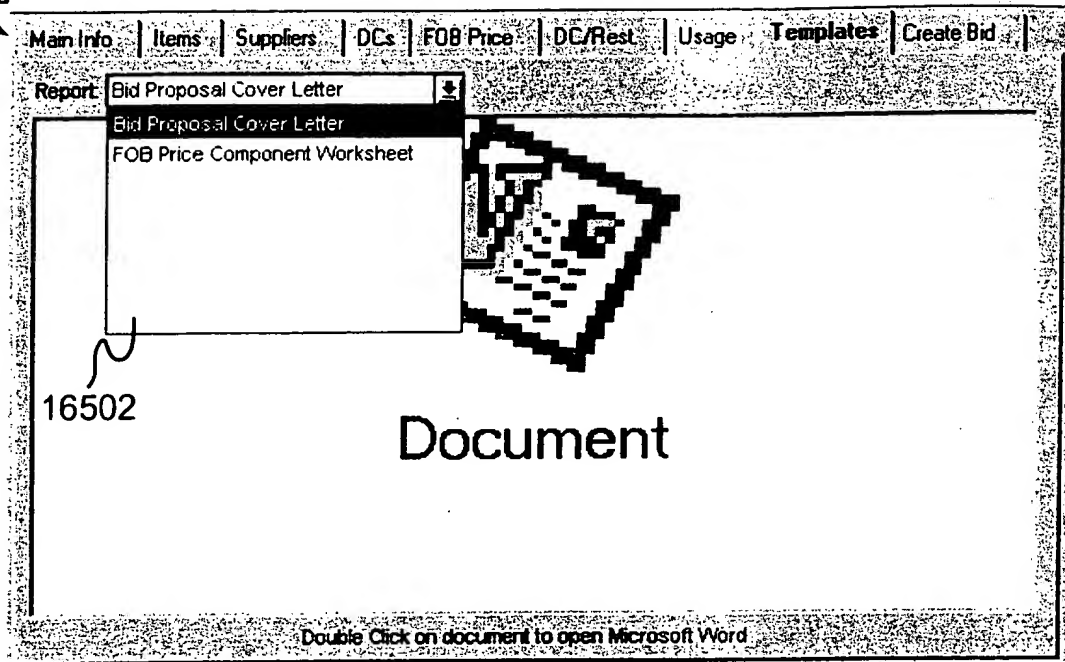 Main Info Items Suppliers DCs FOB Price DC/Rest. Usage Templates Create Bid
Report: Bid Proposal Cover Letter
Bid Proposal Cover Letter
FOB Price Component Worksheet
16502
Document
Double Click on document to open Microsoft Word